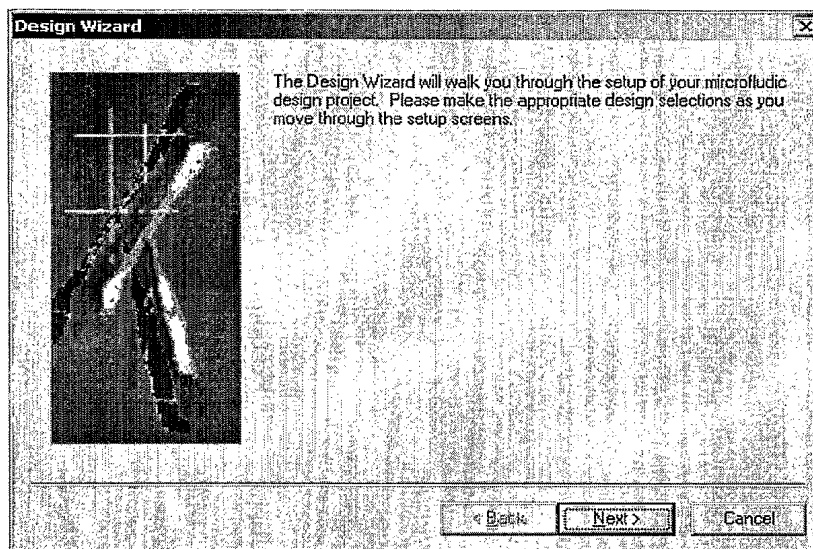 Design Wizard
The Design Wizard will walk you through the setup of your mircrofludic
design project. Please make the appropriate design selections as you
move through the setup screens.
< Back
Next >
Cancel